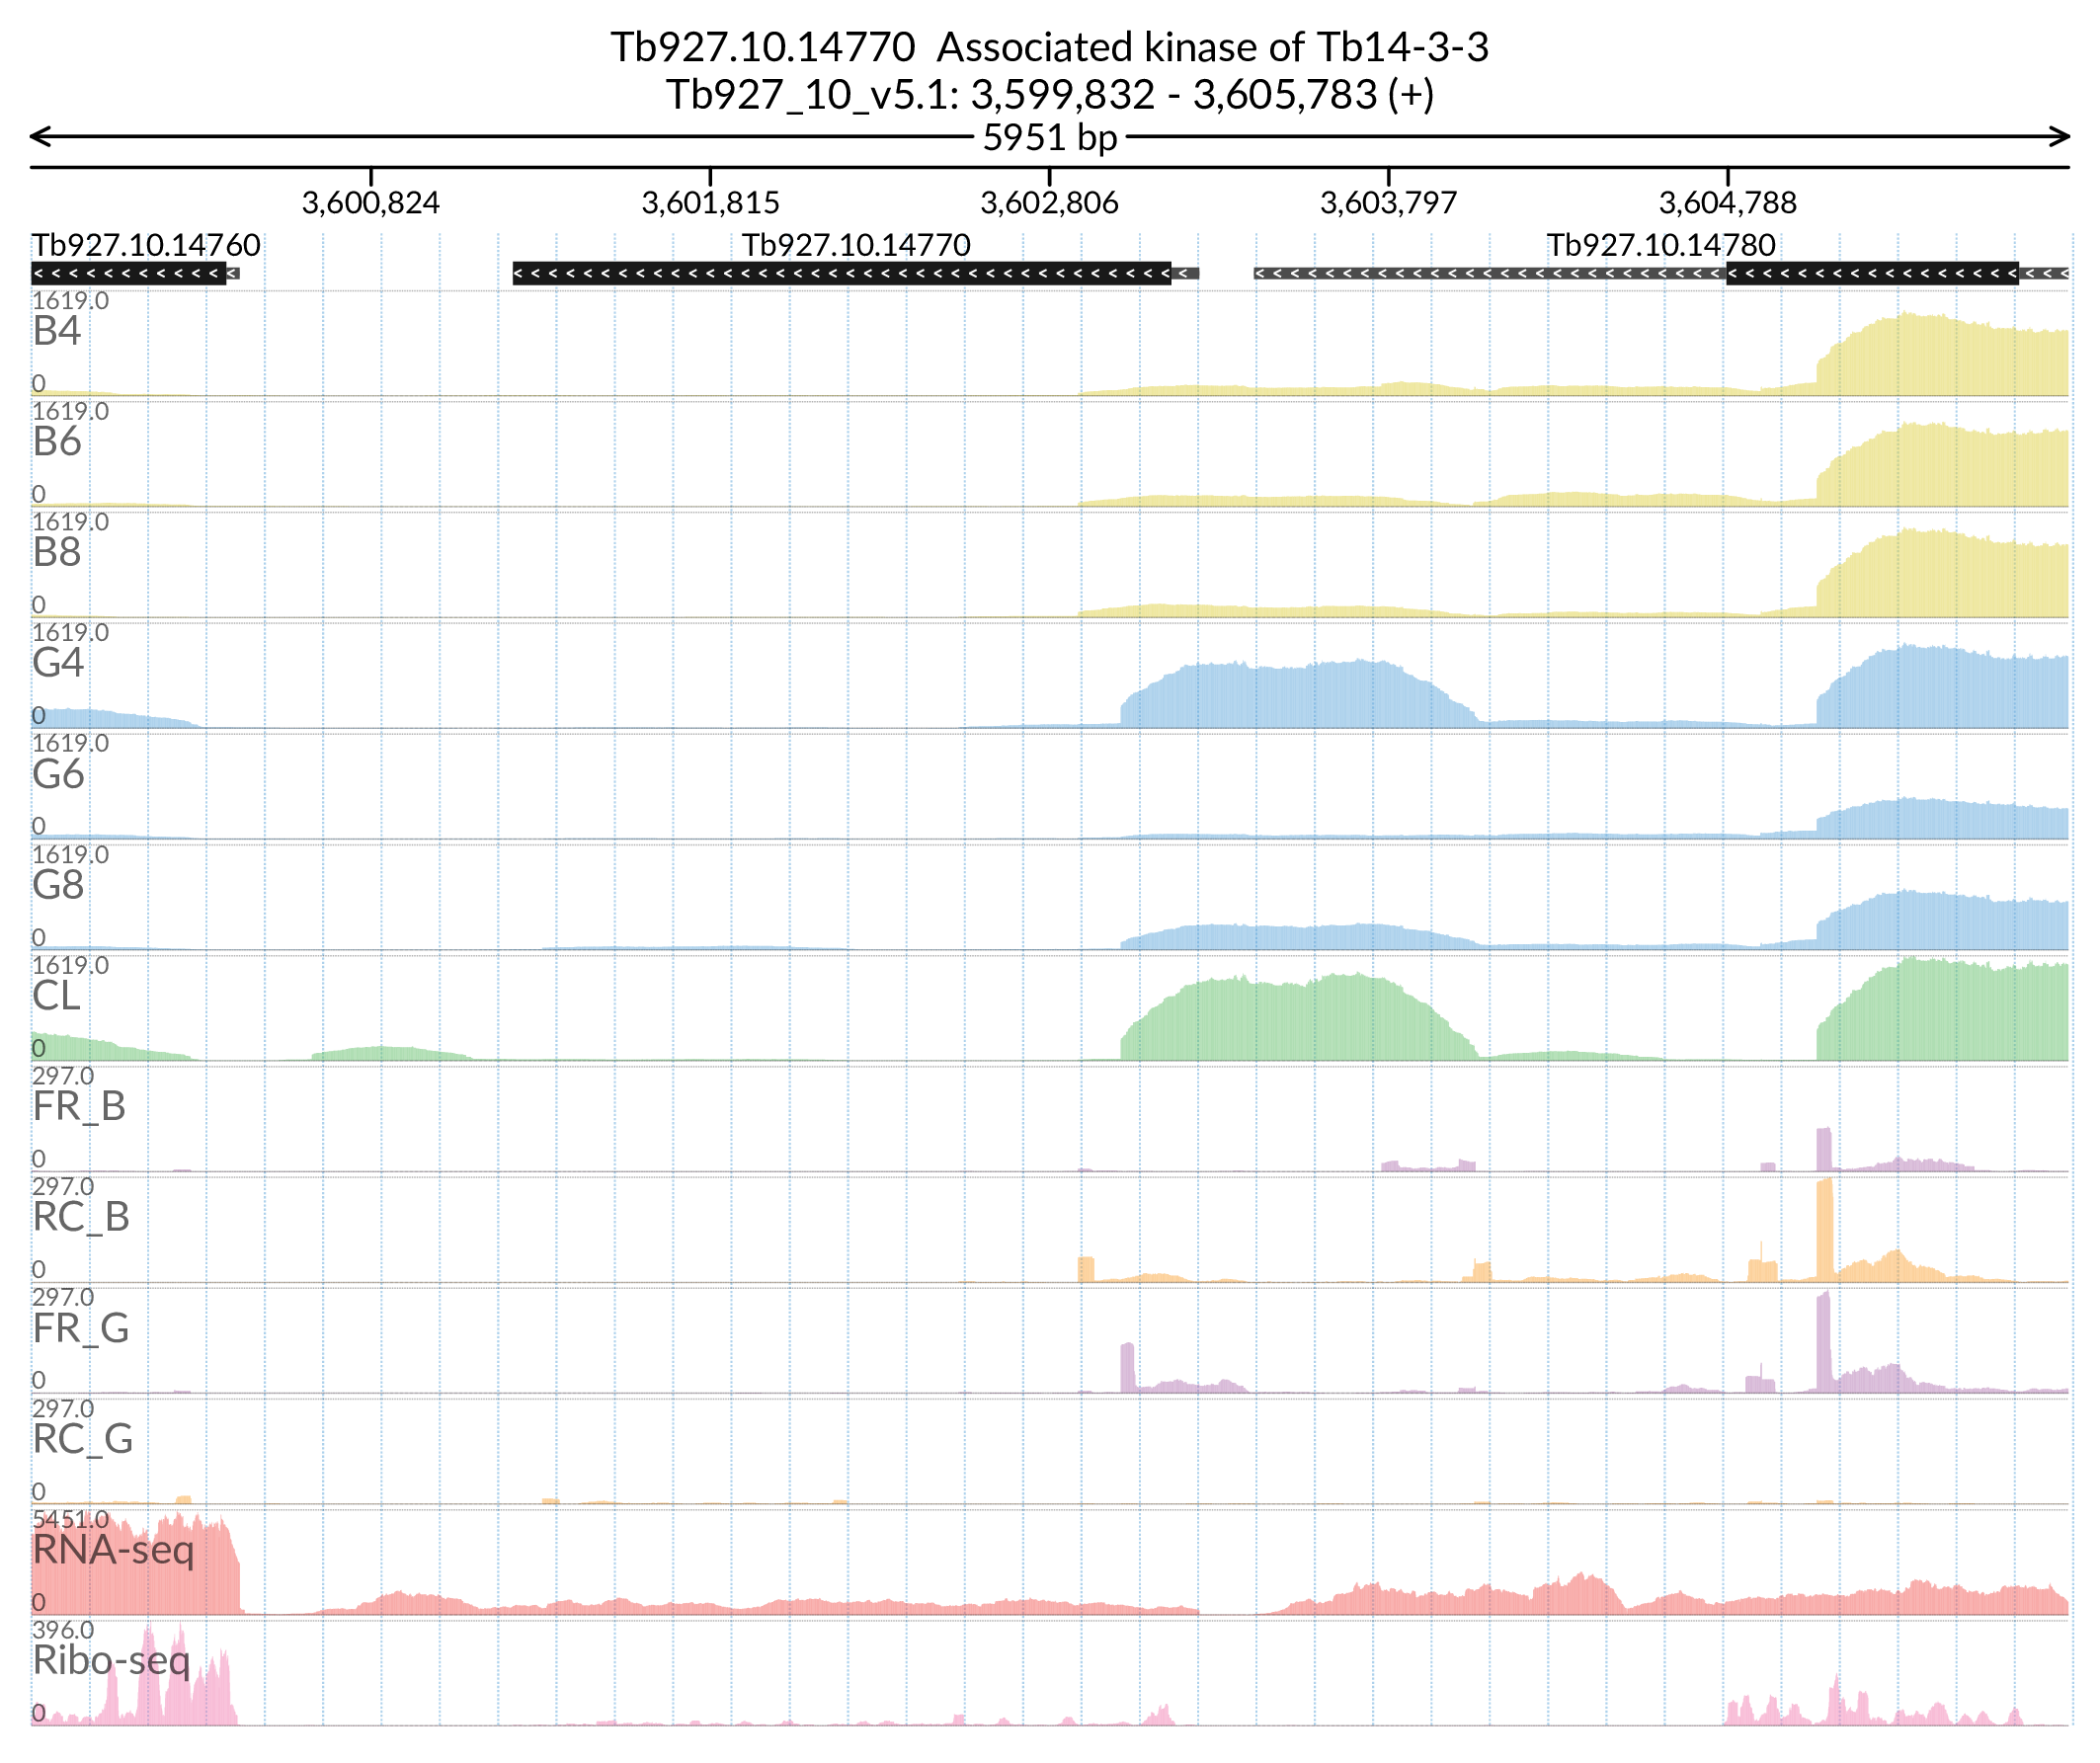 Tb927.10.14770  Associated kinase of Tb14-3-3
Tb927_10_v5.1: 3,599,832 - 3,605,783 (+)
5951 bp
3,600,824 3,601,815 3,602,806 3,603,797 3,604,788
Tb927.10.14760 Tb927.10.14770 Tb927.10.14780
1619.0
B4
0
1619.0
B6
0
1619.0
B8
0
1619.0
G4
0
1619.0
G6
0
1619.0
G8
0
1619.0
CL
0
297.0
FR_B
0
297.0
RC_B
0
297.0
FR_G
0
297.0
RC_G
0
5451.0
RNA-seq
0
396.0
Ribo-seq
0